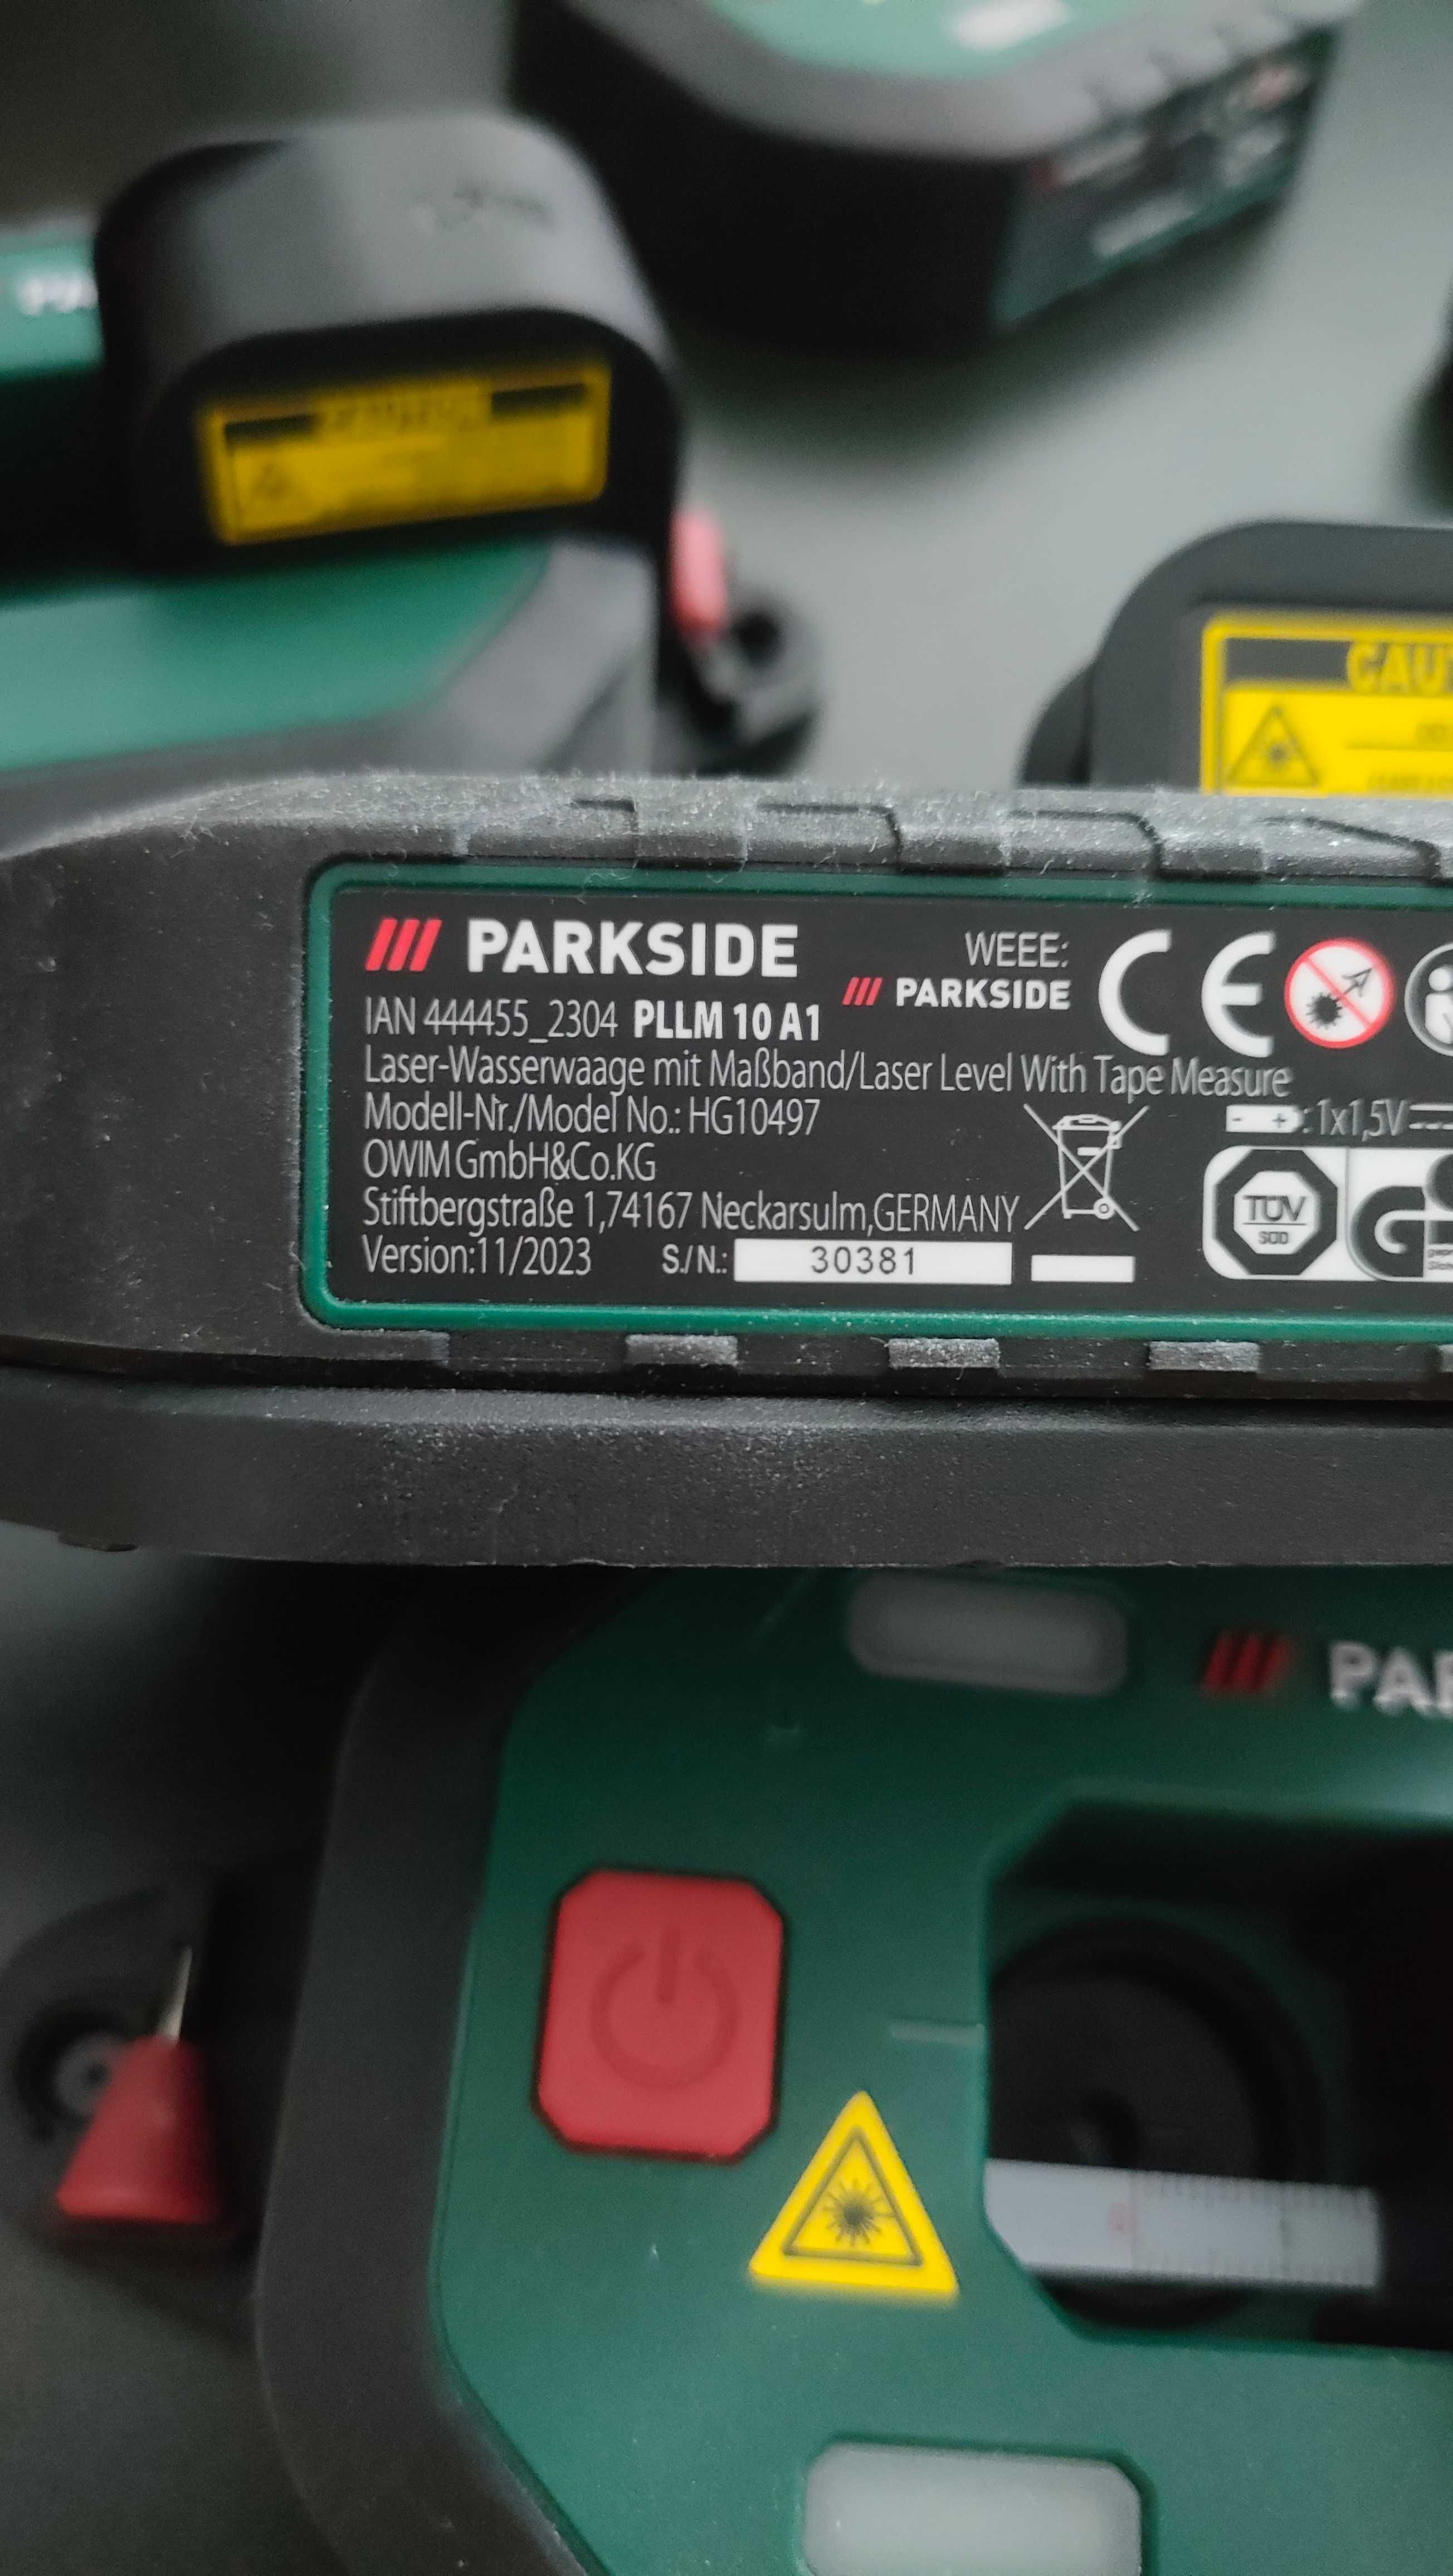 CAU
PARKSIDE
WEEE:
PARKSIDE
CE
IAN 444455_2304 PLLM 10 A1
Laser-Wasserwaage mit Maßband/Laser Level With Tape Measure
Modell-Nr./Model No.: HG10497
- + : 1x1,5V
OWIM GmbH&Co.KG
Stiftbergstraße 1,74167 Neckarsulm,GERMANY
TÜV
SÜD
Version:11/2023 S./N.: 30381
PAR